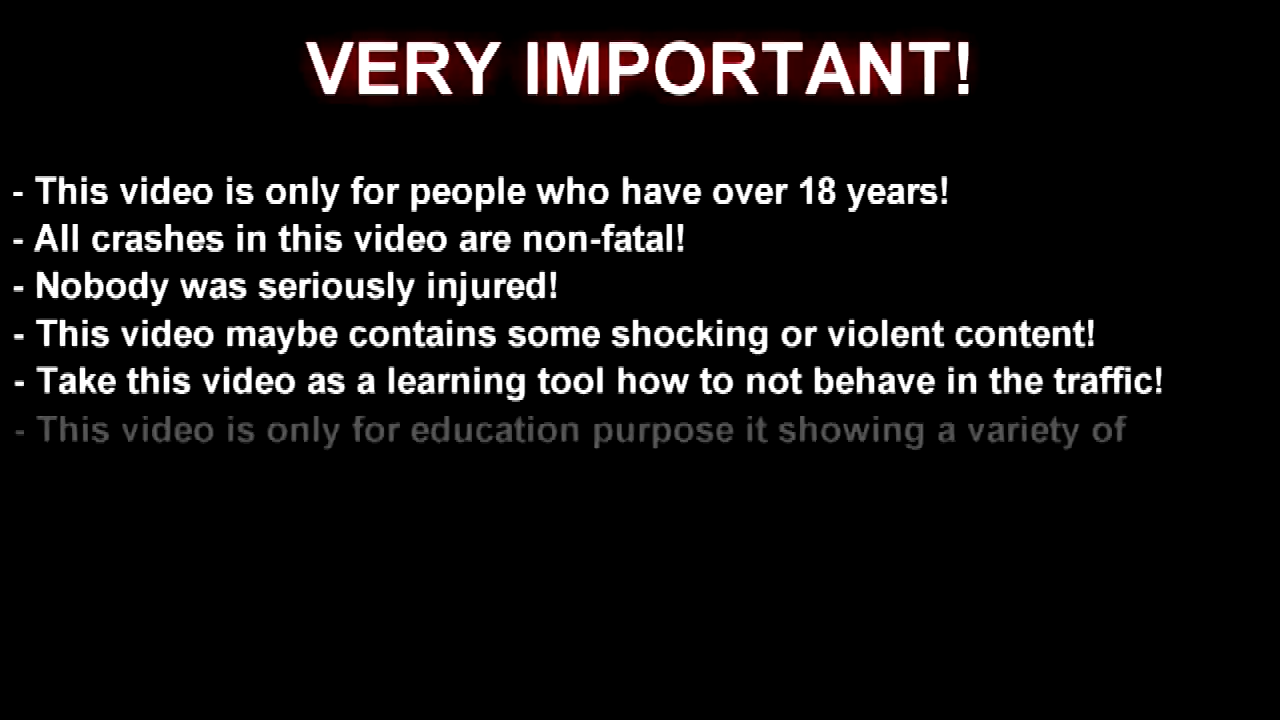 VERY IMPORTANT!
- This video is only for people who have over 18 years!
- All crashes in this video are non-fatal!
- Nobody was seriously injured!
- This video maybe contains some shocking or violent content!
- Take this video as a learning tool how to not behave in the traffic!
- This video is only for education purpose it showing a variety of